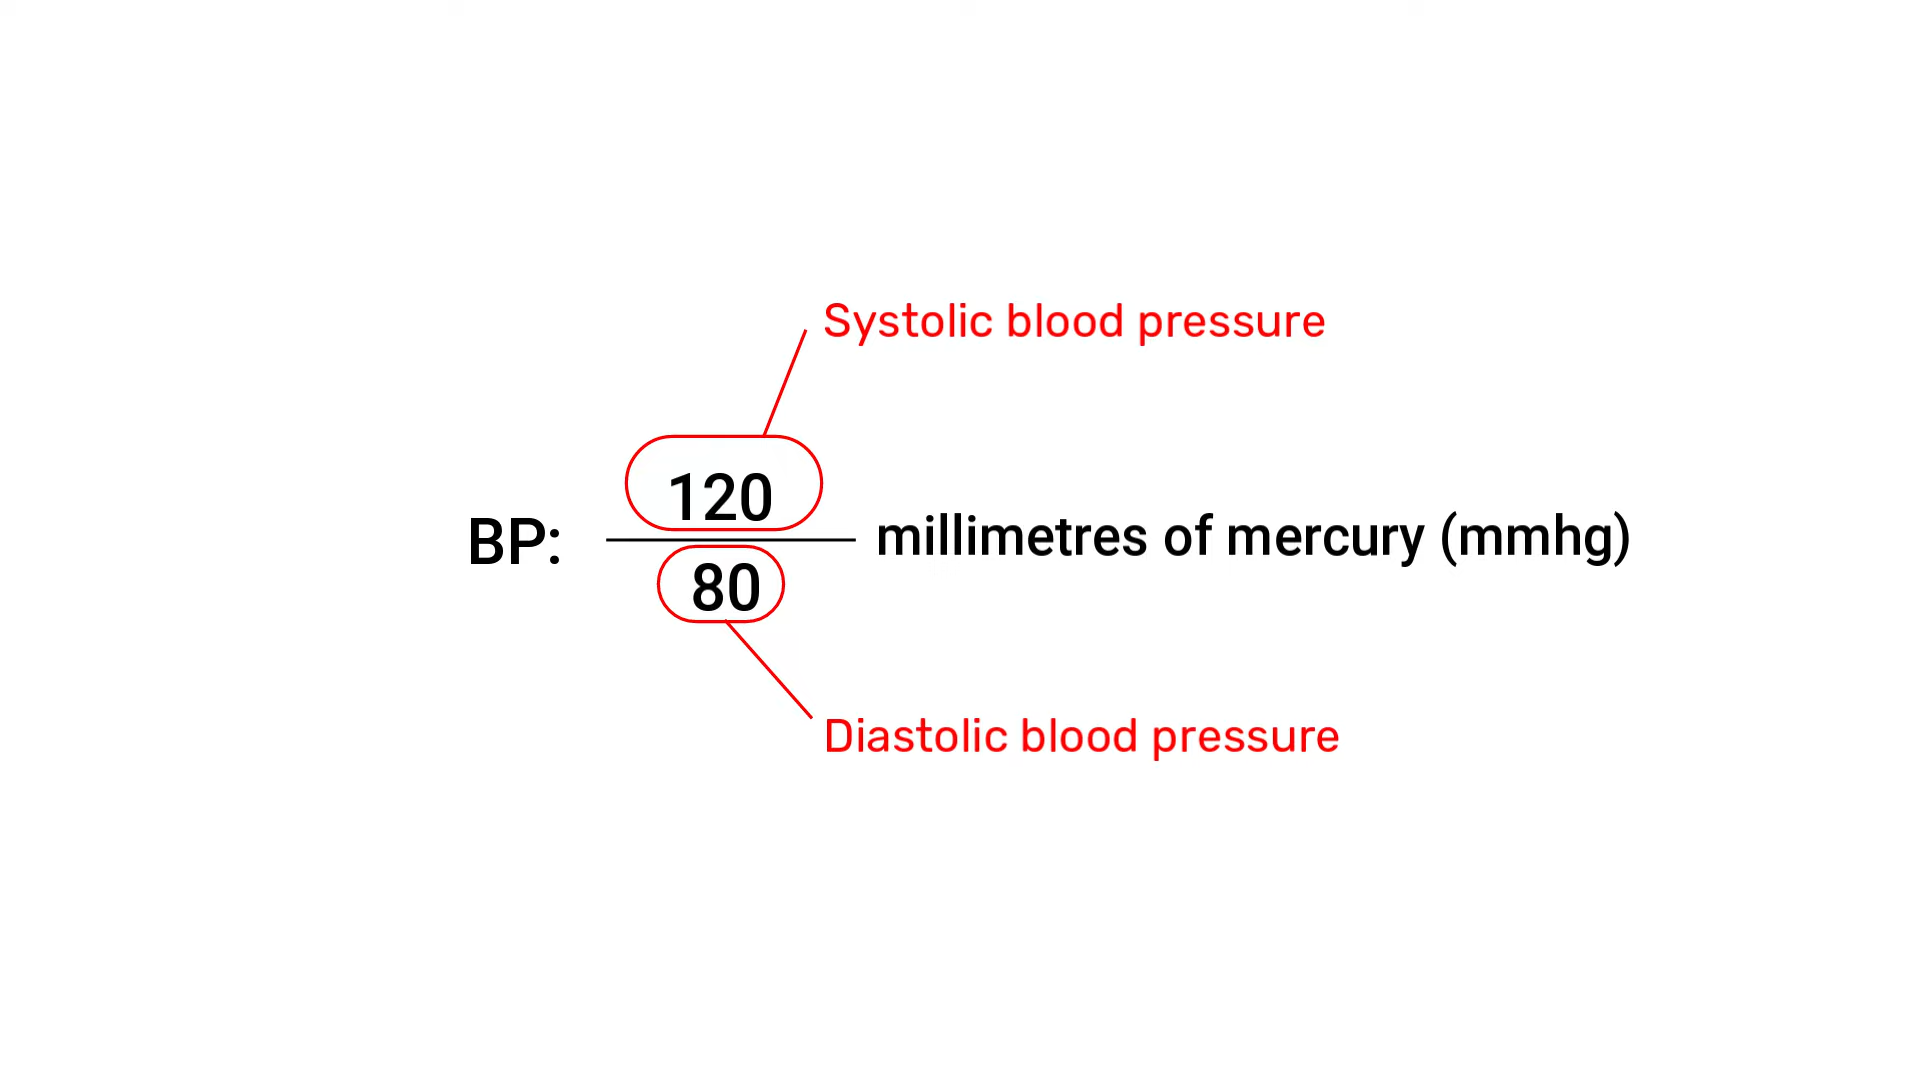 Systolic blood pressure
120
BP:
millimetres of mercury (mmhg)
80
Diastolic blood pressure